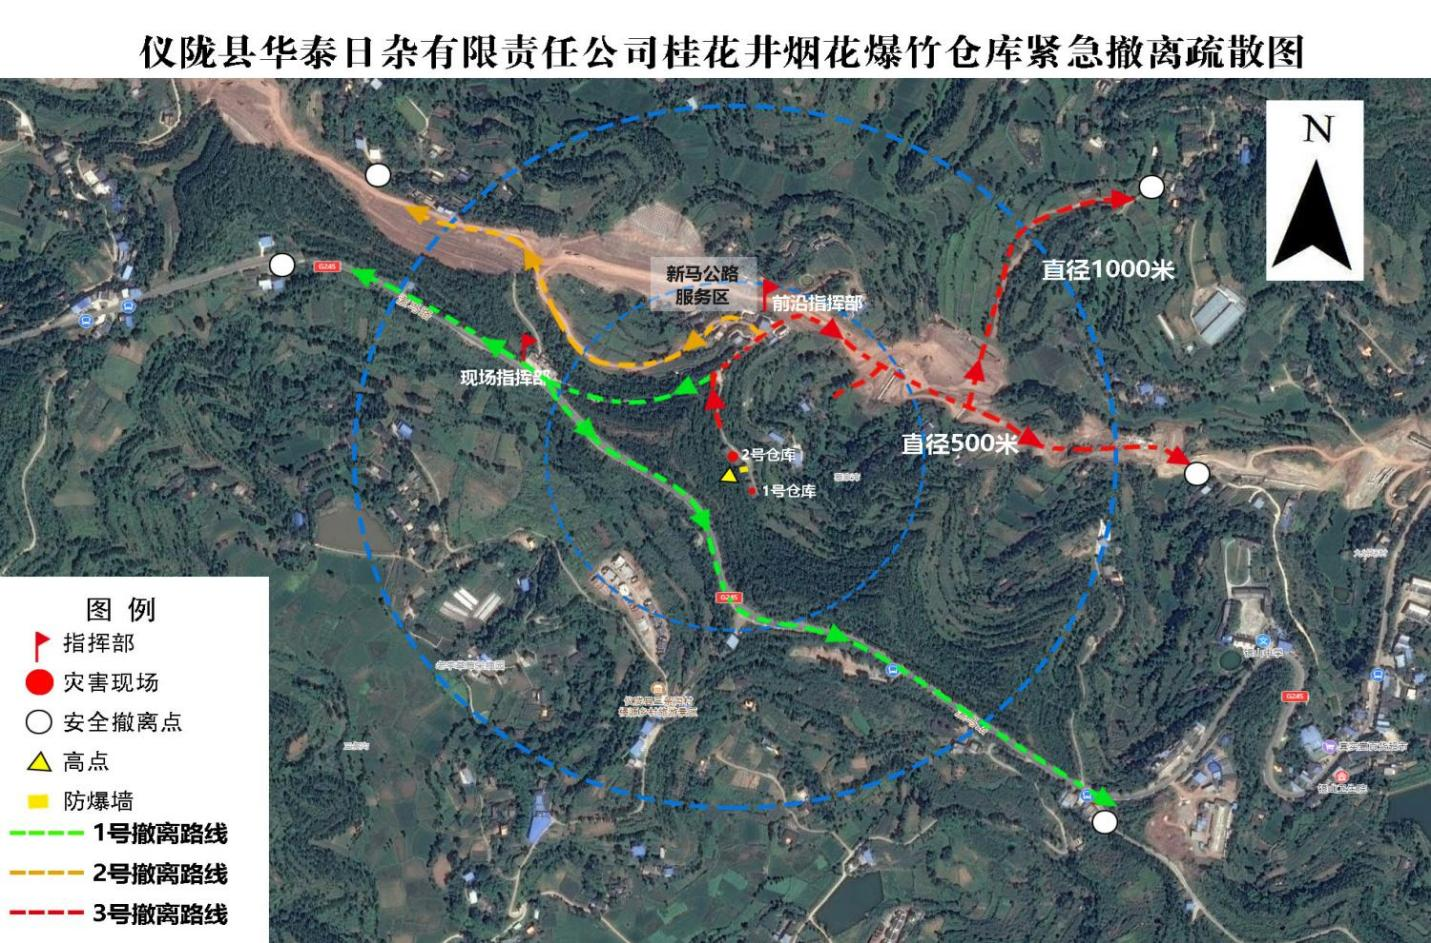 仪陇县华泰日杂有限责任公司桂花井烟花爆竹仓库紧急撤离疏散图
N
新马公路
服务区
前沿指挥部
直径1000米
G245
现场指挥部
直径500米
2号仓库
1号仓库
G245
G245
图 例
指挥部
灾害现场
安全撤离点
高点
防爆墙
1号撤离路线
2号撤离路线
3号撤离路线